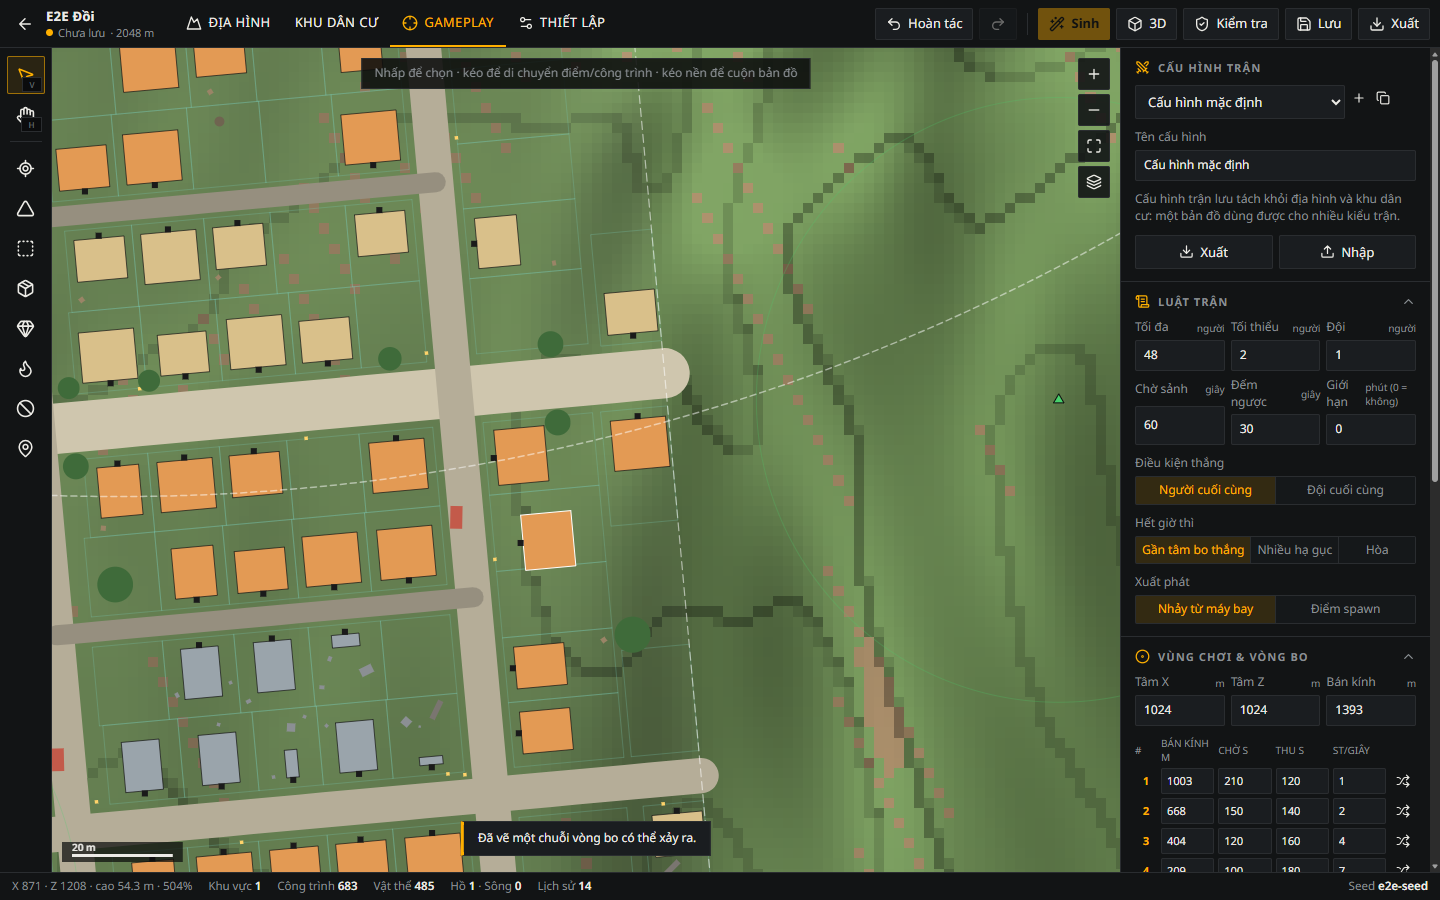 E2E Đồi
Chưa lưu · 2048 m
ĐỊA HÌNH
KHU DÂN CƯ
GAMEPLAY
THIẾT LẬP
Hoàn tác
Sinh
3D
Kiểm tra
Lưu
Xuất
V
H
Nhấp để chọn · kéo để di chuyển điểm/công trình · kéo nền để cuộn bản đồ
CẤU HÌNH TRẬN
Cấu hình mặc định
Tên cấu hình
Cấu hình mặc định
Cấu hình trận lưu tách khỏi địa hình và khu dân
cư: một bản đồ dùng được cho nhiều kiểu trận.
Xuất
Nhập
LUẬT TRẬN
Tối đa người Tối thiểu người Đội người
48 2 1
Chờ sảnh giây Đếm ngược giây Giới hạn phút (0 = không)
60 30 0
Điều kiện thắng
Người cuối cùng Đội cuối cùng
Hết giờ thì
Gần tâm bo thắng Nhiều hạ gục Hòa
Xuất phát
Nhảy từ máy bay Điểm spawn
VÙNG CHƠI & VÒNG BO
Tâm X m Tâm Z m Bán kính m
1024 1024 1393
# BÁN KÍNH M CHỜ S THU S ST/GIÂY
1 1003 210 120 1
2 668 150 140 2
3 404 120 160 4
4 209 100 180 7
Đã vẽ một chuỗi vòng bo có thể xảy ra.
20 m
X 871 · Z 1208 · cao 54.3 m · 504% Khu vực 1 Công trình 683 Vật thể 485 Hồ 1 · Sông 0 Lịch sử 14
Seed e2e-seed